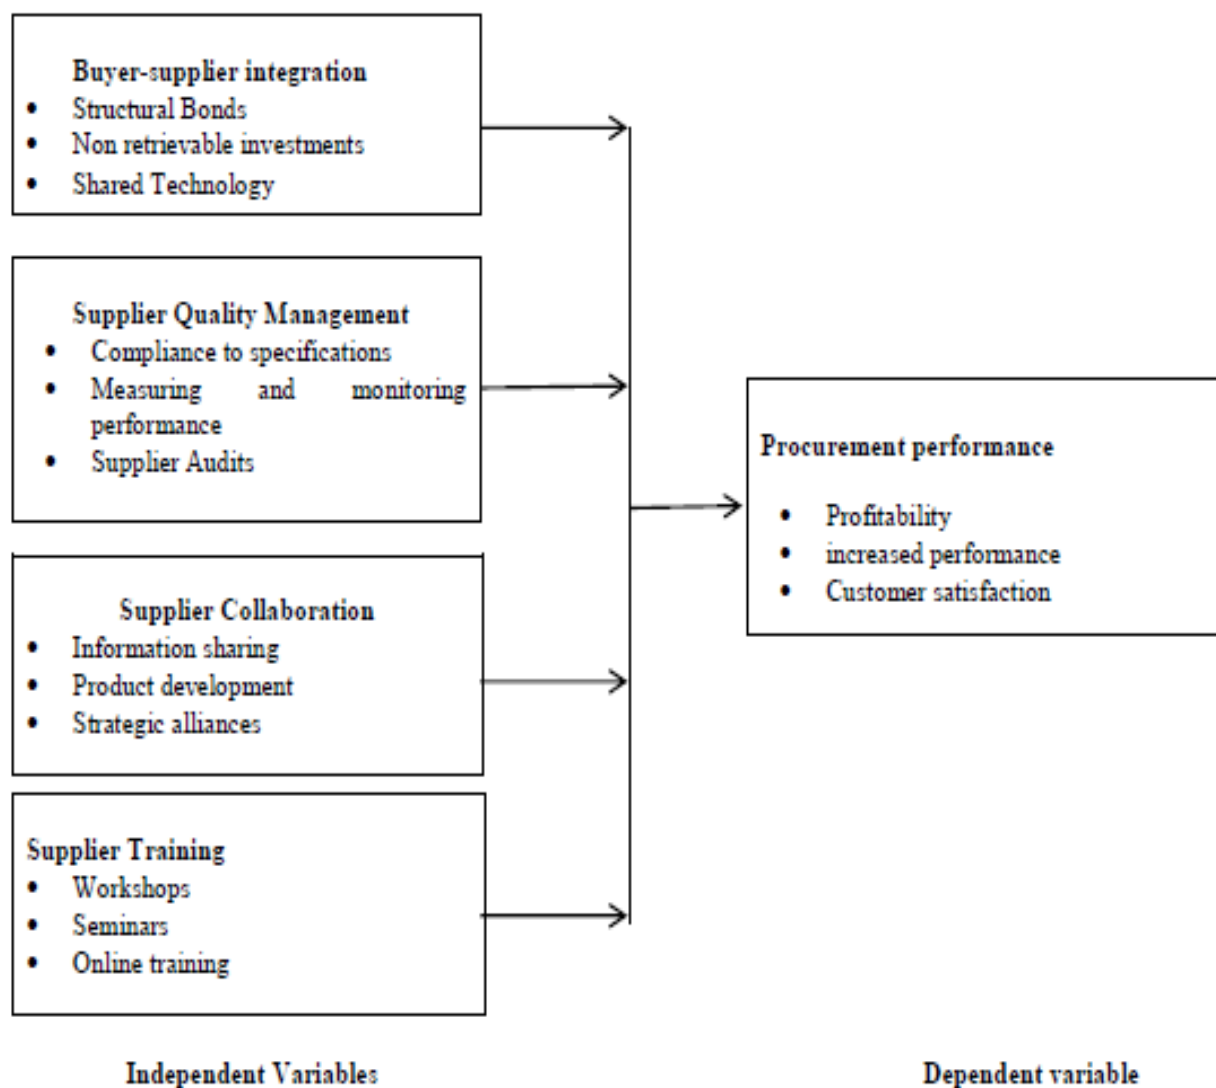 Buyer-supplier integration
• Structural Bonds
• Non retrievable investments
• Shared Technology
Supplier Quality Management
• Compliance to specifications
• Measuring and monitoring
performance
• Supplier Audits
Supplier Collaboration
• Information sharing
• Product development
• Strategic alliances
Supplier Training
• Workshops
• Seminars
• Online training
Procurement performance
• Profitability
• increased performance
• Customer satisfaction
Independent Variables
Dependent variable